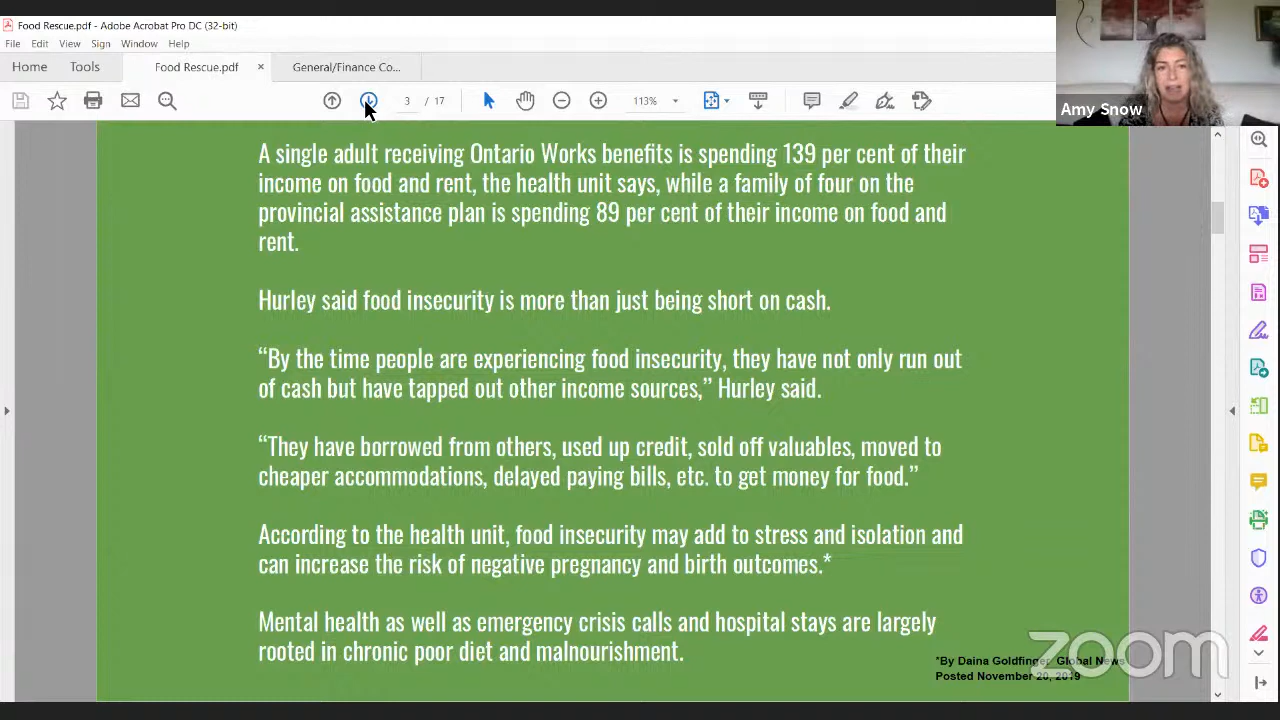 Food Rescue.pdf - Adobe Acrobat Pro DC (32-bit)
File Edit View Sign Window Help
Home Tools Food Rescue.pdf × General/Finance Co...
3 / 17 113%
Amy Snow
A single adult receiving Ontario Works benefits is spending 139 per cent of their
income on food and rent, the health unit says, while a family of four on the
provincial assistance plan is spending 89 per cent of their income on food and
rent.
Hurley said food insecurity is more than just being short on cash.
“By the time people are experiencing food insecurity, they have not only run out
of cash but have tapped out other income sources,” Hurley said.
“They have borrowed from others, used up credit, sold off valuables, moved to
cheaper accommodations, delayed paying bills, etc. to get money for food.”
According to the health unit, food insecurity may add to stress and isolation and
can increase the risk of negative pregnancy and birth outcomes.*
Mental health as well as emergency crisis calls and hospital stays are largely
rooted in chronic poor diet and malnourishment.
*By Daina Goldfinger Global News
Posted November 20, 2019
zoom